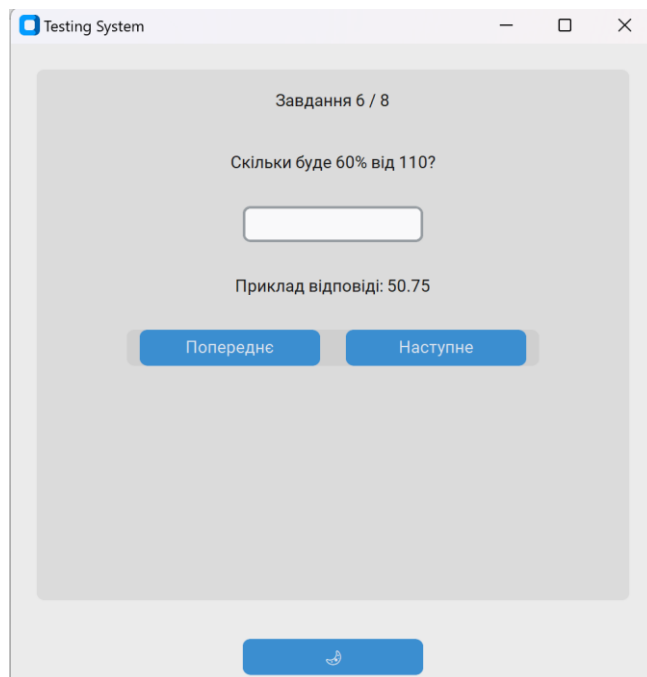 Testing System
Завдання 6 / 8
Скільки буде 60% від 110?
Приклад відповіді: 50.75
Попереднє
Наступне